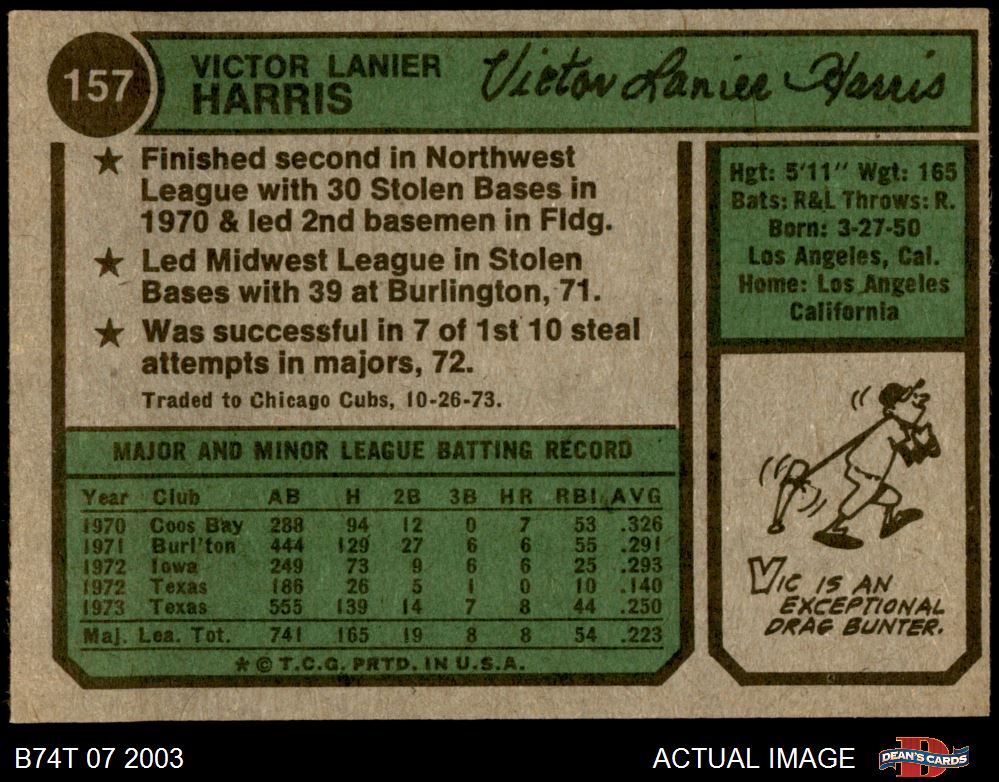 157
VICTOR LANIER
HARRIS
Victor Lanier Harris
★ Finished second in Northwest
League with 30 Stolen Bases in
1970 & led 2nd basemen in Fldg.
★ Led Midwest League in Stolen
Bases with 39 at Burlington, 71.
★ Was successful in 7 of 1st 10 steal
attempts in majors, 72.
Traded to Chicago Cubs, 10-26-73.
Hgt: 5'11" Wgt: 165
Bats: R&L Throws: R.
Born: 3-27-50
Los Angeles, Cal.
Home: Los Angeles
California
MAJOR AND MINOR LEAGUE BATTING RECORD
Year Club AB H 2B 3B HR RBI AVG
1970 Coos Bay 288 94 12 0 7 53 .326
1971 Burl'ton 444 129 27 6 6 55 .291
1972 Iowa 249 73 9 6 6 25 .293
1972 Texas 186 26 5 1 0 10 .140
1973 Texas 555 139 14 7 8 44 .250
Maj. Lea. Tot. 741 165 19 8 8 54 .223
★ © T.C.G. PRTD. IN U.S.A.
VIC IS AN
EXCEPTIONAL
DRAG BUNTER.
B74T 07 2003
ACTUAL IMAGE
DEAN'S CARDS